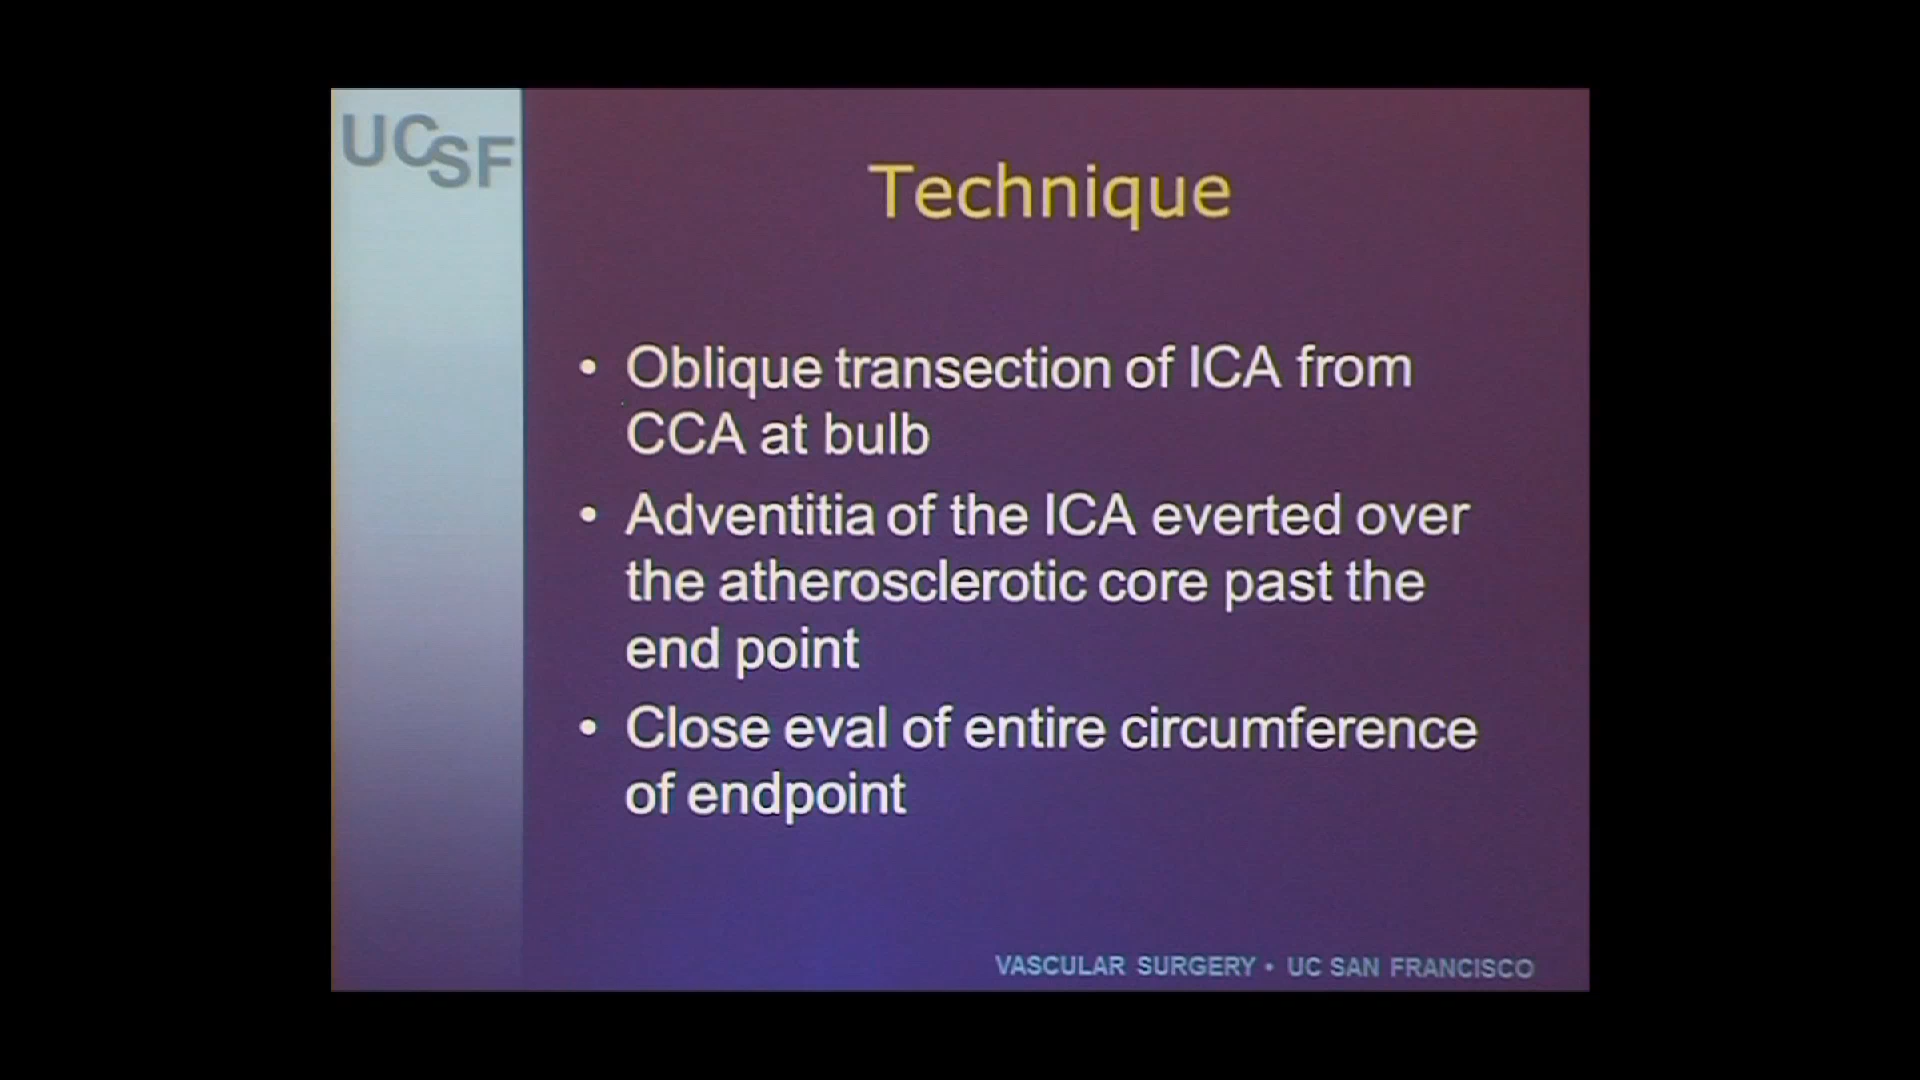 UCSF
Technique
• Oblique transection of ICA from
CCA at bulb
• Adventitia of the ICA everted over
the atherosclerotic core past the
end point
• Close eval of entire circumference
of endpoint
VASCULAR SURGERY • UC SAN FRANCISCO